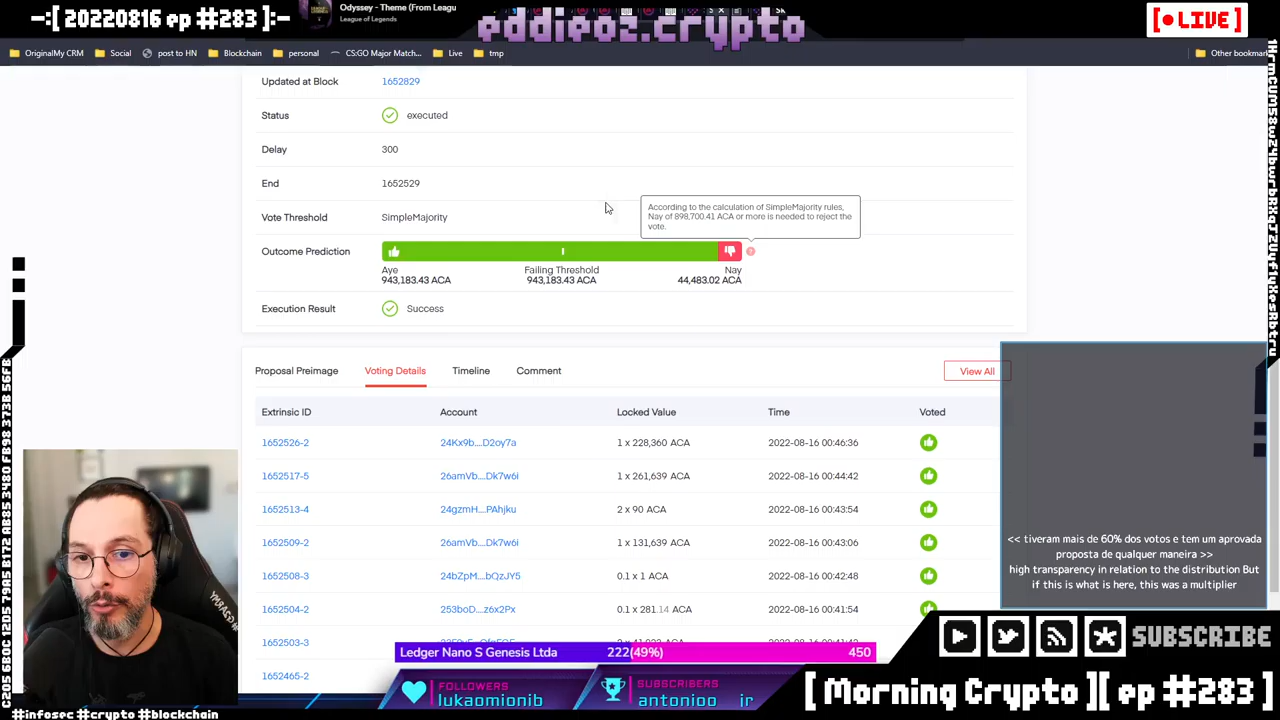 -:[ 20220816 ep #283 ]:-
Odyssey - Theme (From Leagu
League of Legends
eddieoz.crypto
[● LIVE]
OriginalMy CRM
Social
post to HN
Blockchain
personal
CS:GO Major Match...
Live
tmp
Other bookmar
Updated at Block 1652829
Status executed
Delay 300
End 1652529
Vote Threshold SimpleMajority
According to the calculation of SimpleMajority rules,
Nay of 898,700.41 ACA or more is needed to reject the
vote.
Outcome Prediction
Aye Failing Threshold Nay
943,183.43 ACA 943,183.43 ACA 44,483.02 ACA
Execution Result Success
Proposal Preimage Voting Details Timeline Comment View All
Extrinsic ID Account Locked Value Time Voted
1652526-2 24Kx9b....D2oy7a 1 x 228,360 ACA 2022-08-16 00:46:36
1652517-5 26amVb....Dk7w6i 1 x 261,639 ACA 2022-08-16 00:44:42
1652513-4 24gzmH....PAhjku 2 x 90 ACA 2022-08-16 00:43:54
1652509-2 26amVb....Dk7w6i 1 x 131,639 ACA 2022-08-16 00:43:06
1652508-3 24bZpM....bQzJY5 0.1 x 1 ACA 2022-08-16 00:42:48
1652504-2 253boD....z6x2Px 0.1 x 281.14 ACA 2022-08-16 00:41:54
1652503-3
1652465-2
<< tiveram mais de 60% dos votos e tem um aprovada
proposta de qualquer maneira >>
high transparency in relation to the distribution But
if this is what is here, this was a multiplier
Ledger Nano S Genesis Ltda 222(49%) 450
FOLLOWERS
lukaomionib
SUBSCRIBERS
antonioo jr
SUBSCRIBE
[ Morning Crypto ][ ep #283 ]
#infosec #crypto #blockchain